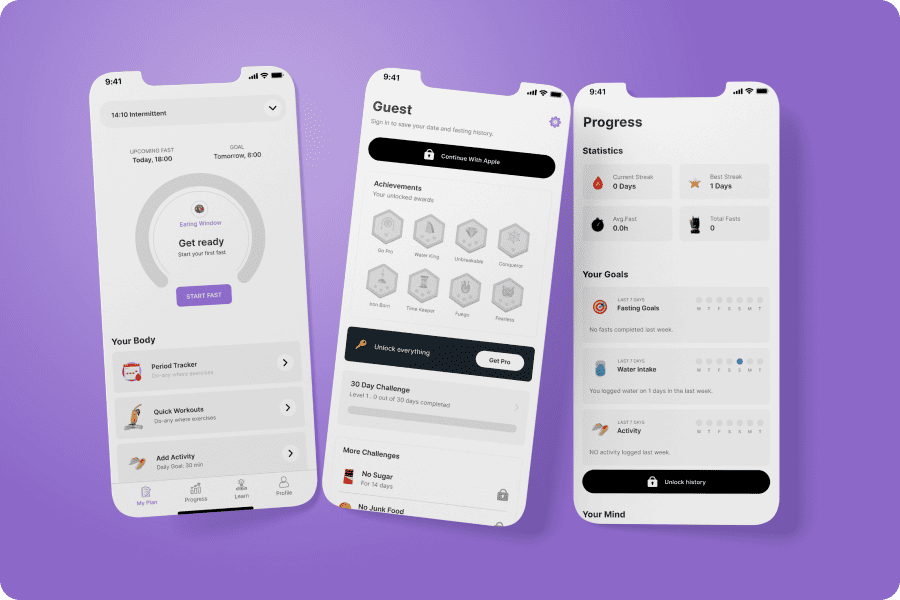 9:41
14:10 Intermittent
UPCOMING FAST
Today, 18:00
GOAL
Tomorrow, 8:00
Eating Window
Get ready
Start your first fast
START FAST
Your Body
Period Tracker
Do-any where exercises
Quick Workouts
Do-any where exercises
Add Activity
Daily Goal: 30 min
My Plan
Progress
Learn
Profile
9:41
Guest
Sign in to save your data and fasting history.
Continue With Apple
Achievements
Your unlocked awards
Go Pro
Water King
Unbreakable
Conqueror
Iron Born
Time Keeper
Fuego
Fearless
Unlock everything
Get Pro
30 Day Challenge
Level 1 . 0 out of 30 days completed
More Challenges
No Sugar
For 14 days
No Junk Food
9:41
Progress
Statistics
Current Streak
0 Days
Best Streak
1 Days
Avg.Fast
0.0h
Total Fasts
0
Your Goals
LAST 7 DAYS
Fasting Goals
W T F S S M T
No fasts completed last week.
LAST 7 DAYS
Water intake
W T F S S M T
You logged water on 1 days in the last week.
LAST 7 DAYS
Activity
W T F S S M T
NO activity logged last week.
Unlock history
Your Mind